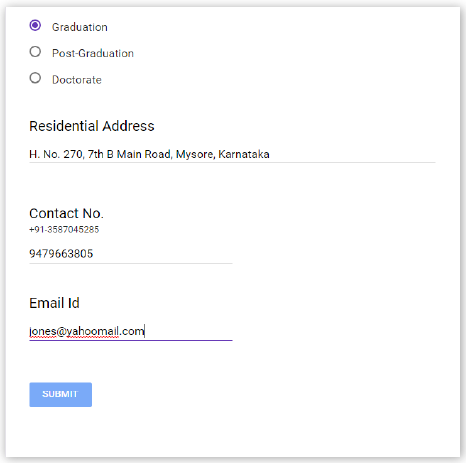 Graduation
Post-Graduation
Doctorate
Residential Address
H. No. 270, 7th B Main Road, Mysore, Karnataka
Contact No.
+91-3587045285
9479663805
Email Id
jones@yahoomail.com
SUBMIT